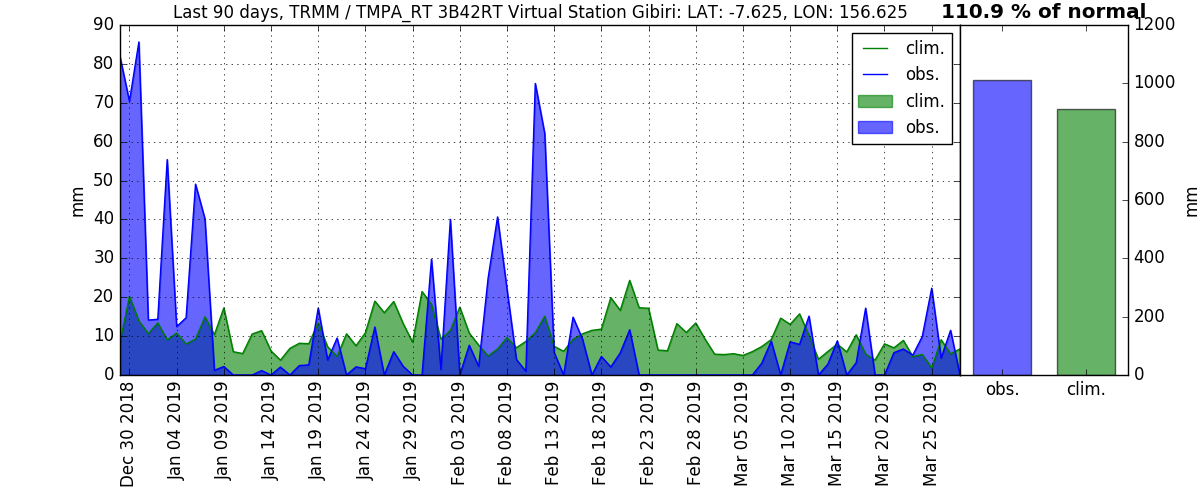 Last 90 days, TRMM / TMPA_RT 3B42RT Virtual Station Gibiri: LAT: -7.625, LON: 156.625
110.9 % of normal
90
80
70
60
50
40
30
20
10
0
mm
clim.
obs.
clim.
obs.
1200
1000
800
600
400
200
0
mm
Dec 30 2018
Jan 04 2019
Jan 09 2019
Jan 14 2019
Jan 19 2019
Jan 24 2019
Jan 29 2019
Feb 03 2019
Feb 08 2019
Feb 13 2019
Feb 18 2019
Feb 23 2019
Feb 28 2019
Mar 05 2019
Mar 10 2019
Mar 15 2019
Mar 20 2019
Mar 25 2019
obs.
clim.